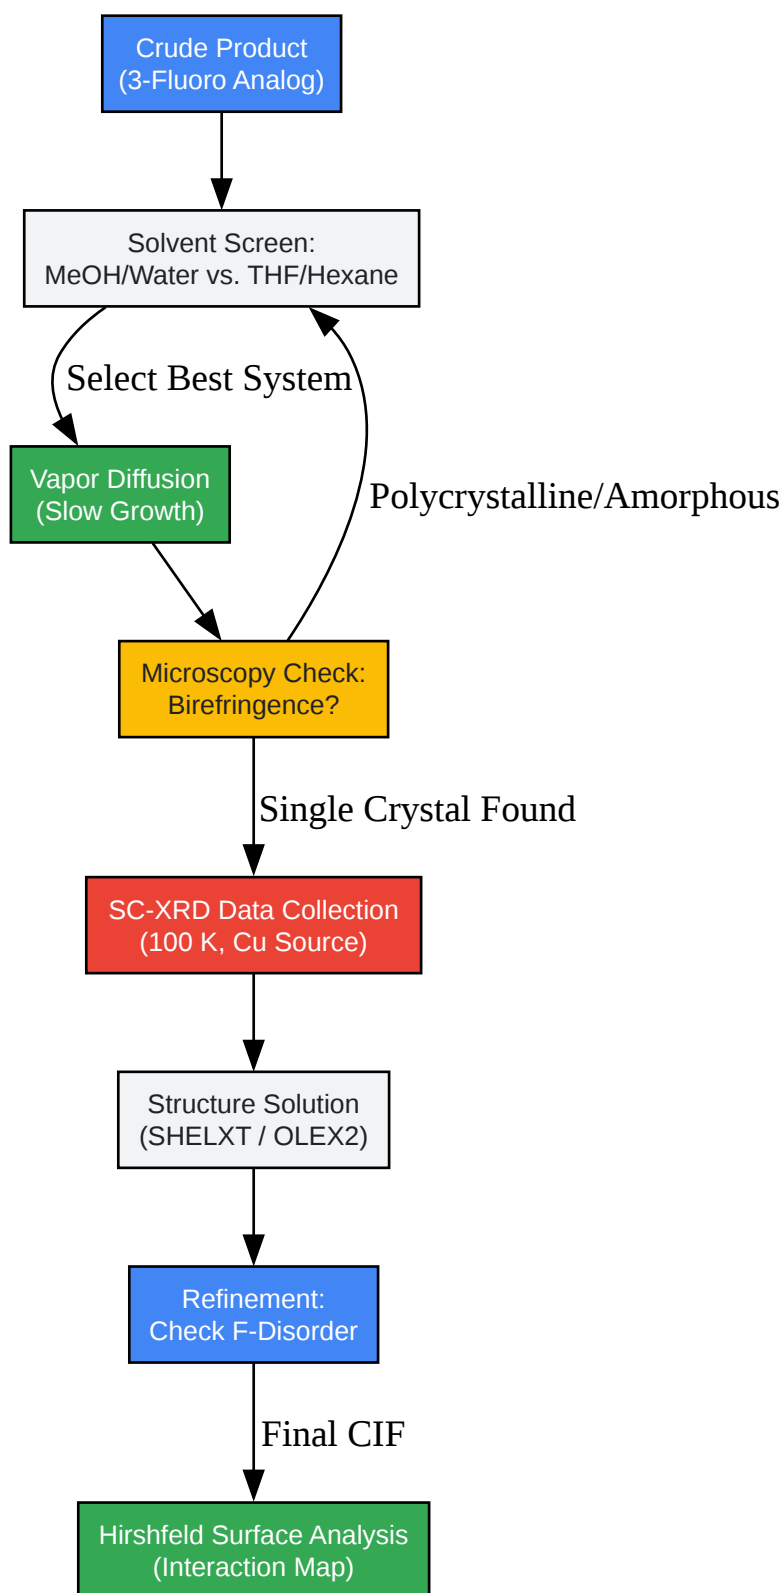 Crude Product
(3-Fluoro Analog)
Solvent Screen:
MeOH/Water vs. THF/Hexane
Select Best System
Vapor Diffusion
(Slow Growth)
Polycrystalline/Amorphous
Microscopy Check:
Birefringence?
Single Crystal Found
SC-XRD Data Collection
(100 K, Cu Source)
Structure Solution
(SHELXT / OLEX2)
Refinement:
Check F-Disorder
Final CIF
Hirshfeld Surface Analysis
(Interaction Map)